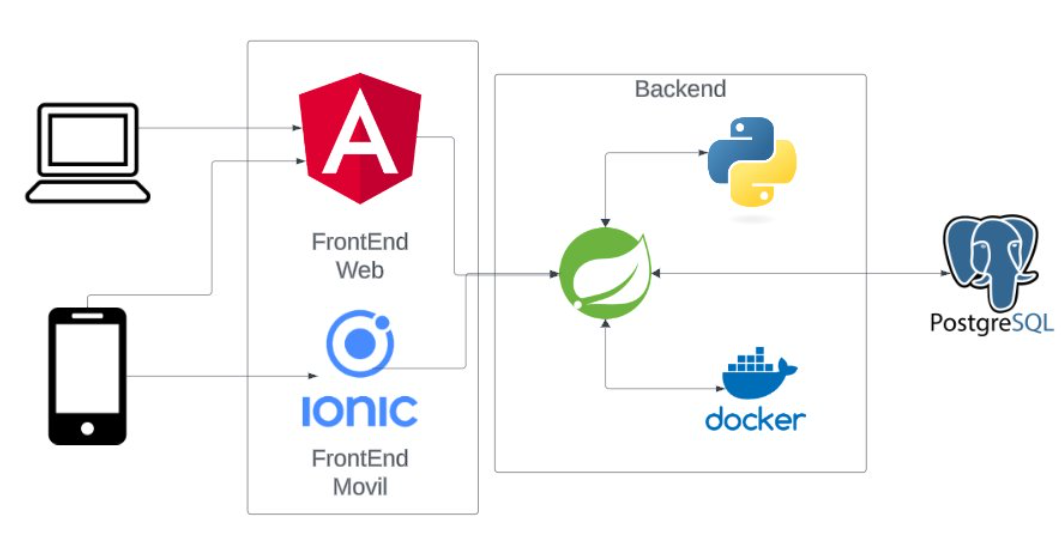 Backend
FrontEnd
Web
IONIC
FrontEnd
Movil
docker
PostgreSQL